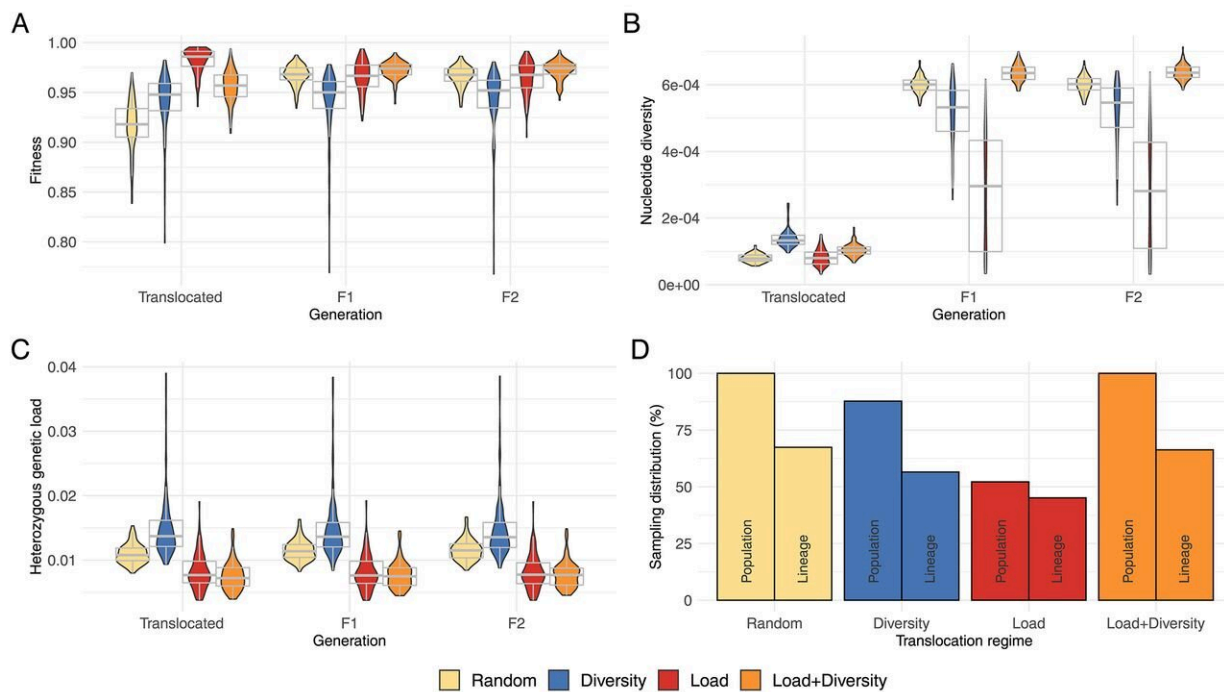 A
1.00
0.95
0.90
0.85
0.80
Fitness
Translocated F1 F2
Generation
B
6e−04
4e−04
2e−04
0e+00
Nucleotide diversity
Translocated F1 F2
Generation
C
0.04
0.03
0.02
0.01
Heterozygous genetic load
Translocated F1 F2
Generation
D
100
75
50
25
0
Sampling distribution (%)
Population Lineage Population Lineage Population Lineage Population Lineage
Random Diversity Load Load+Diversity
Translocation regime
Random Diversity Load Load+Diversity